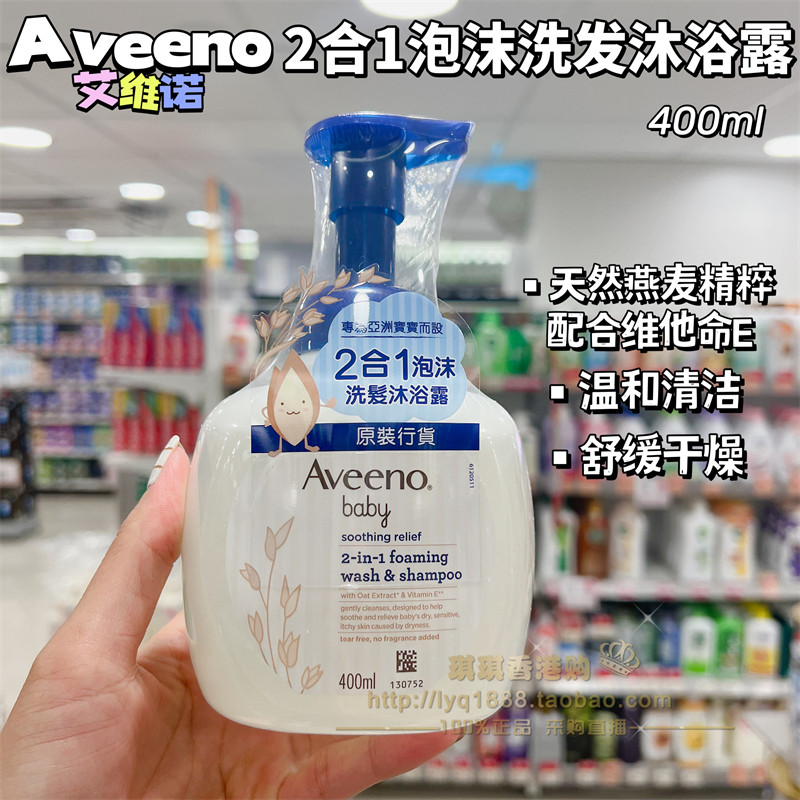 Aveeno 2合1泡沫洗发沐浴露
艾维诺
400ml
▪ 天然燕麦精粹
配合维他命E
▪ 温和清洁
▪ 舒缓干燥
專為亞洲寶寶而設
2合1泡沫
洗髮沐浴露
原裝行貨
Aveeno®
baby
6120511
soothing relief
2-in-1 foaming
wash & shampoo
with Oat Extract* & Vitamin E**
gently cleanses, designed to help
soothe and relieve baby's dry, sensitive,
itchy skin caused by dryness.
tear free, no fragrance added
400ml
130752
琪琪香港购
http://lyq1888.taobao.com
100%正品 采购直播